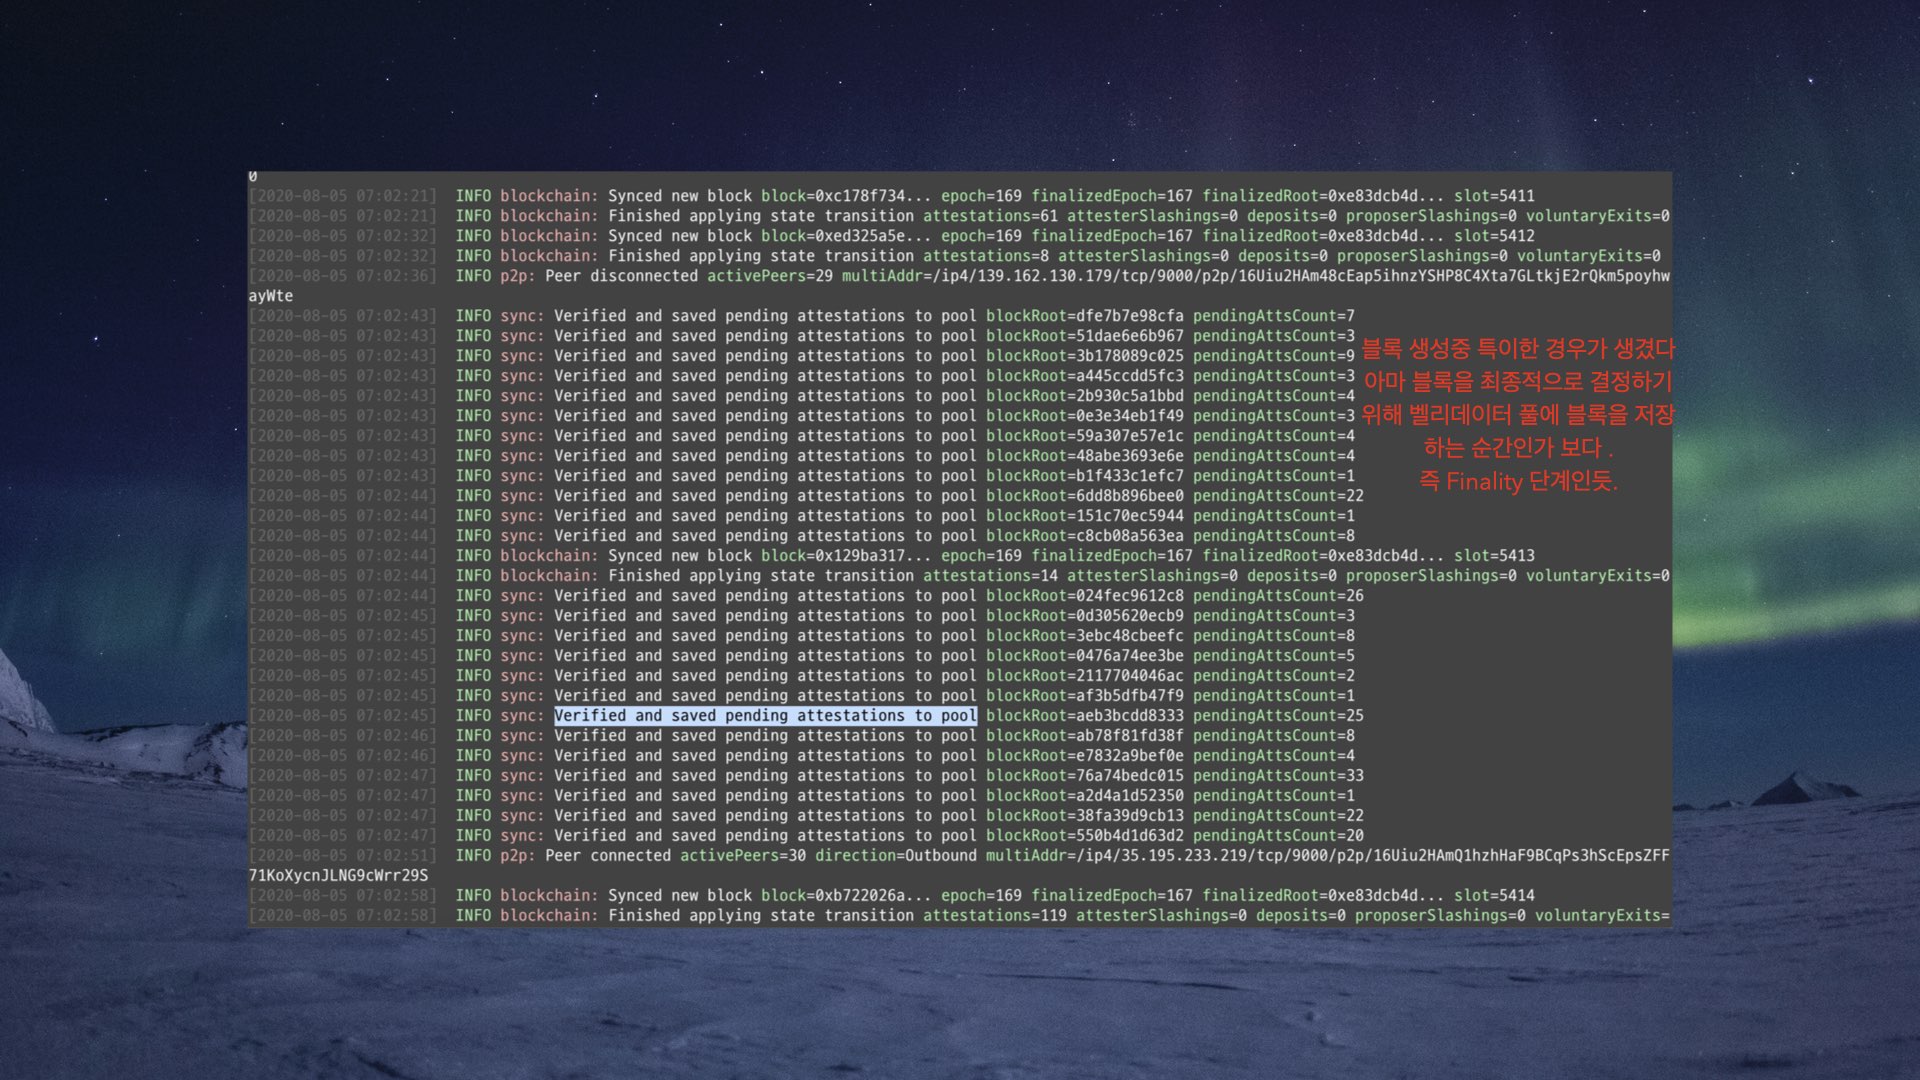 0
[2020-08-05 07:02:21]  INFO blockchain: Synced new block block=0xc178f734... epoch=169 finalizedEpoch=167 finalizedRoot=0xe83dcb4d... slot=5411
[2020-08-05 07:02:21]  INFO blockchain: Finished applying state transition attestations=61 attesterSlashings=0 deposits=0 proposerSlashings=0 voluntaryExits=0
[2020-08-05 07:02:32]  INFO blockchain: Synced new block block=0xed325a5e... epoch=169 finalizedEpoch=167 finalizedRoot=0xe83dcb4d... slot=5412
[2020-08-05 07:02:32]  INFO blockchain: Finished applying state transition attestations=8 attesterSlashings=0 deposits=0 proposerSlashings=0 voluntaryExits=0
[2020-08-05 07:02:36]  INFO p2p: Peer disconnected activePeers=29 multiAddr=/ip4/139.162.130.179/tcp/9000/p2p/16Uiu2HAm48cEap5ihnzYSHP8C4Xta7GLtkjE2rQkm5poyhw
ayWte
[2020-08-05 07:02:43]  INFO sync: Verified and saved pending attestations to pool blockRoot=dfe7b7e98cfa pendingAttsCount=7
[2020-08-05 07:02:43]  INFO sync: Verified and saved pending attestations to pool blockRoot=51dae6e6b967 pendingAttsCount=3
[2020-08-05 07:02:43]  INFO sync: Verified and saved pending attestations to pool blockRoot=3b178089c025 pendingAttsCount=9
[2020-08-05 07:02:43]  INFO sync: Verified and saved pending attestations to pool blockRoot=a445ccdd5fc3 pendingAttsCount=3
[2020-08-05 07:02:43]  INFO sync: Verified and saved pending attestations to pool blockRoot=2b930c5a1bbd pendingAttsCount=4
[2020-08-05 07:02:43]  INFO sync: Verified and saved pending attestations to pool blockRoot=0e3e34eb1f49 pendingAttsCount=3
[2020-08-05 07:02:43]  INFO sync: Verified and saved pending attestations to pool blockRoot=59a307e57e1c pendingAttsCount=4
[2020-08-05 07:02:43]  INFO sync: Verified and saved pending attestations to pool blockRoot=48abe3693e6e pendingAttsCount=4
[2020-08-05 07:02:43]  INFO sync: Verified and saved pending attestations to pool blockRoot=b1f433c1efc7 pendingAttsCount=1
[2020-08-05 07:02:44]  INFO sync: Verified and saved pending attestations to pool blockRoot=6dd8b896bee0 pendingAttsCount=22
[2020-08-05 07:02:44]  INFO sync: Verified and saved pending attestations to pool blockRoot=151c70ec5944 pendingAttsCount=1
[2020-08-05 07:02:44]  INFO sync: Verified and saved pending attestations to pool blockRoot=c8cb08a563ea pendingAttsCount=8
[2020-08-05 07:02:44]  INFO blockchain: Synced new block block=0x129ba317... epoch=169 finalizedEpoch=167 finalizedRoot=0xe83dcb4d... slot=5413
[2020-08-05 07:02:44]  INFO blockchain: Finished applying state transition attestations=14 attesterSlashings=0 deposits=0 proposerSlashings=0 voluntaryExits=0
[2020-08-05 07:02:44]  INFO sync: Verified and saved pending attestations to pool blockRoot=024fec9612c8 pendingAttsCount=26
[2020-08-05 07:02:45]  INFO sync: Verified and saved pending attestations to pool blockRoot=0d305620ecb9 pendingAttsCount=3
[2020-08-05 07:02:45]  INFO sync: Verified and saved pending attestations to pool blockRoot=3ebc48cbeefc pendingAttsCount=8
[2020-08-05 07:02:45]  INFO sync: Verified and saved pending attestations to pool blockRoot=0476a74ee3be pendingAttsCount=5
[2020-08-05 07:02:45]  INFO sync: Verified and saved pending attestations to pool blockRoot=2117704046ac pendingAttsCount=2
[2020-08-05 07:02:45]  INFO sync: Verified and saved pending attestations to pool blockRoot=af3b5dfb47f9 pendingAttsCount=1
[2020-08-05 07:02:45]  INFO sync: Verified and saved pending attestations to pool blockRoot=aeb3bcdd8333 pendingAttsCount=25
[2020-08-05 07:02:46]  INFO sync: Verified and saved pending attestations to pool blockRoot=ab78f81fd38f pendingAttsCount=8
[2020-08-05 07:02:46]  INFO sync: Verified and saved pending attestations to pool blockRoot=e7832a9bef0e pendingAttsCount=4
[2020-08-05 07:02:47]  INFO sync: Verified and saved pending attestations to pool blockRoot=76a74bedc015 pendingAttsCount=33
[2020-08-05 07:02:47]  INFO sync: Verified and saved pending attestations to pool blockRoot=a2d4a1d52350 pendingAttsCount=1
[2020-08-05 07:02:47]  INFO sync: Verified and saved pending attestations to pool blockRoot=38fa39d9cb13 pendingAttsCount=22
[2020-08-05 07:02:47]  INFO sync: Verified and saved pending attestations to pool blockRoot=550b4d1d63d2 pendingAttsCount=20
[2020-08-05 07:02:51]  INFO p2p: Peer connected activePeers=30 direction=Outbound multiAddr=/ip4/35.195.233.219/tcp/9000/p2p/16Uiu2HAmQ1hzhHaF9BCqPs3hScEpsZFF
71KoXycnJLNG9cWrr29S
[2020-08-05 07:02:58]  INFO blockchain: Synced new block block=0xb722026a... epoch=169 finalizedEpoch=167 finalizedRoot=0xe83dcb4d... slot=5414
[2020-08-05 07:02:58]  INFO blockchain: Finished applying state transition attestations=119 attesterSlashings=0 deposits=0 proposerSlashings=0 voluntaryExits=
블록 생성중 특이한 경우가 생겼다
아마 블록을 최종적으로 결정하기
위해 벨리데이터 풀에 블록을 저장
하는 순간인가 보다 .
즉 Finality 단계인듯.